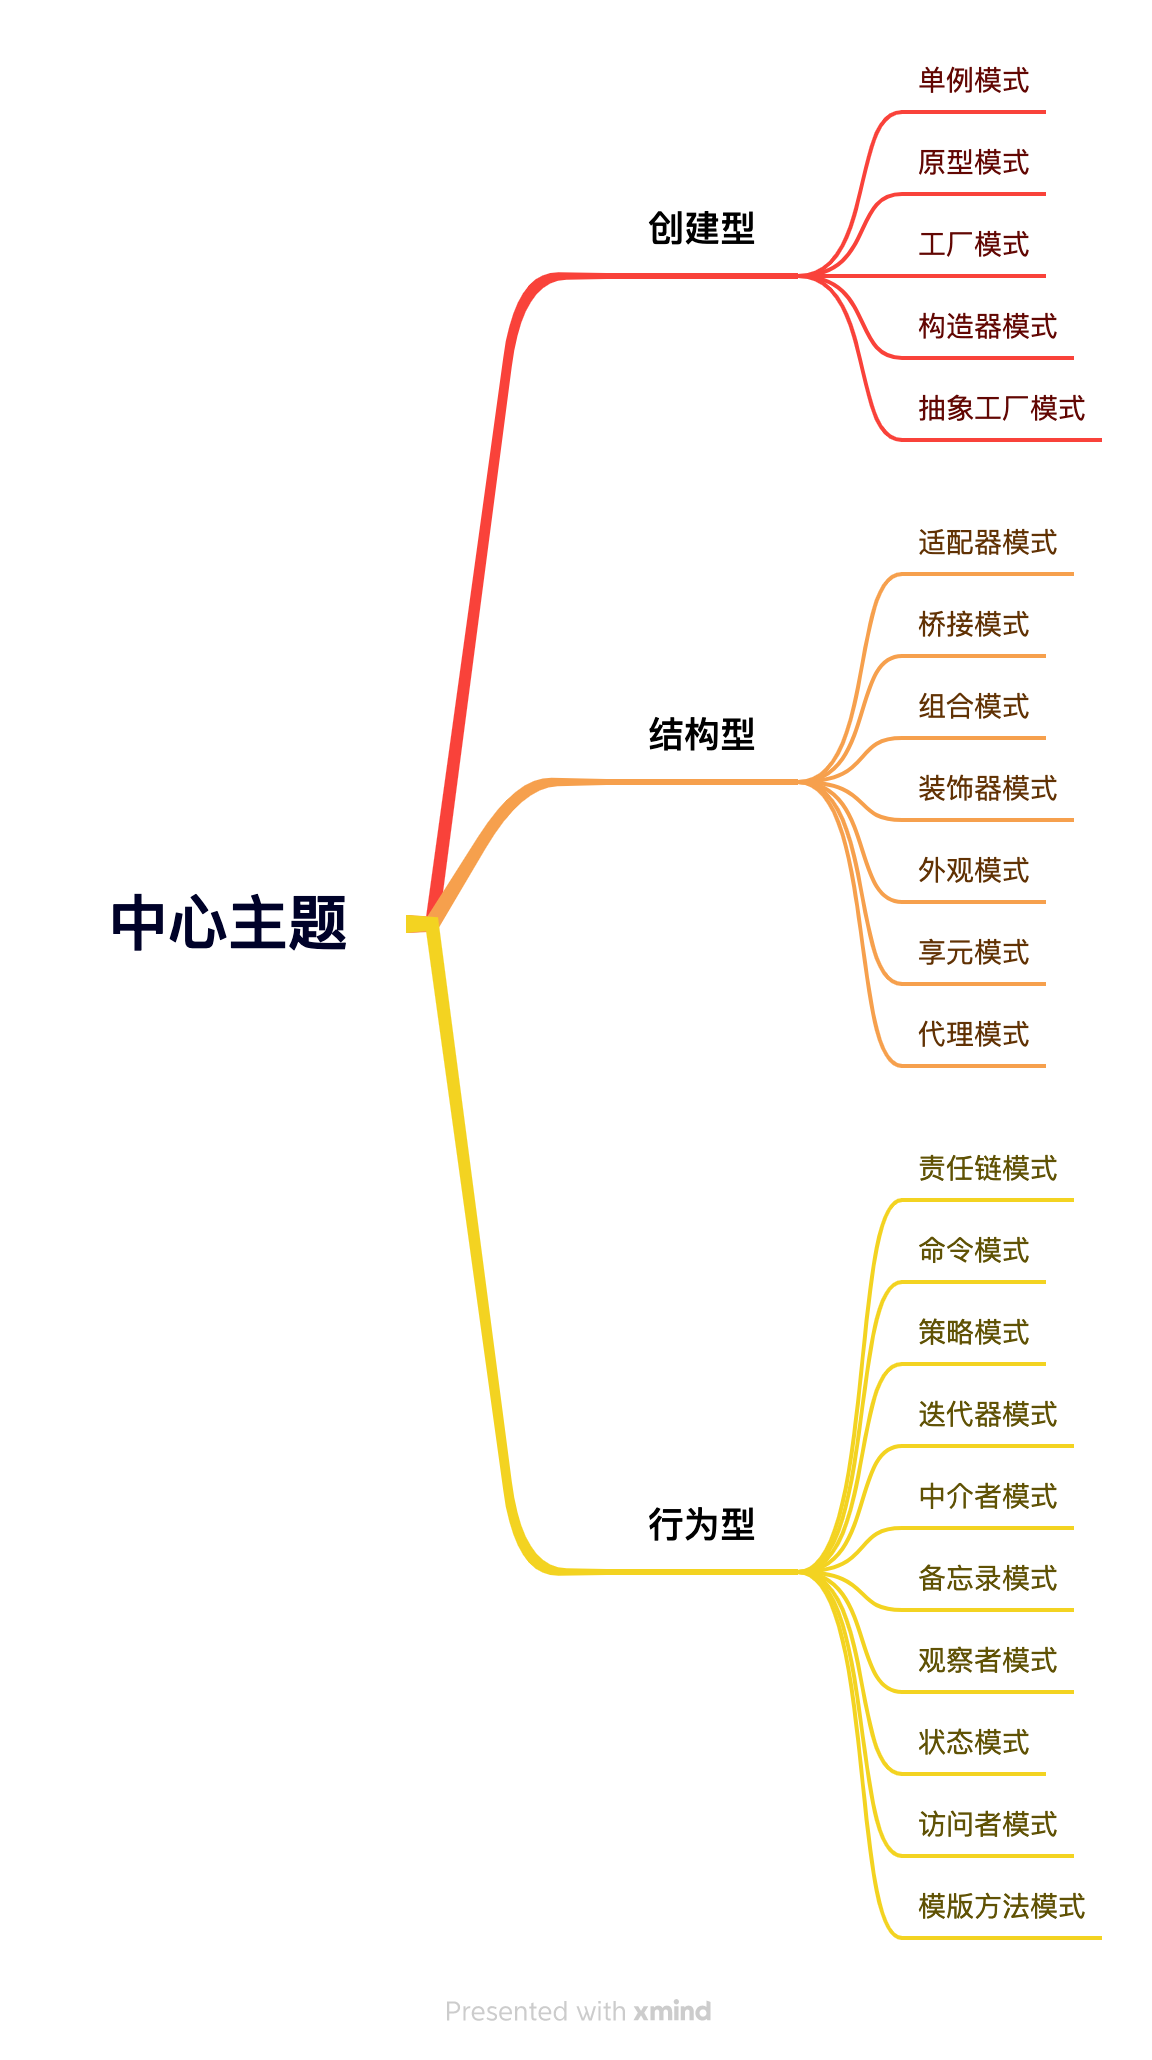 中心主题
创建型
单例模式
原型模式
工厂模式
构造器模式
抽象工厂模式
结构型
适配器模式
桥接模式
组合模式
装饰器模式
外观模式
享元模式
代理模式
行为型
责任链模式
命令模式
策略模式
迭代器模式
中介者模式
备忘录模式
观察者模式
状态模式
访问者模式
模版方法模式
Presented with xmind